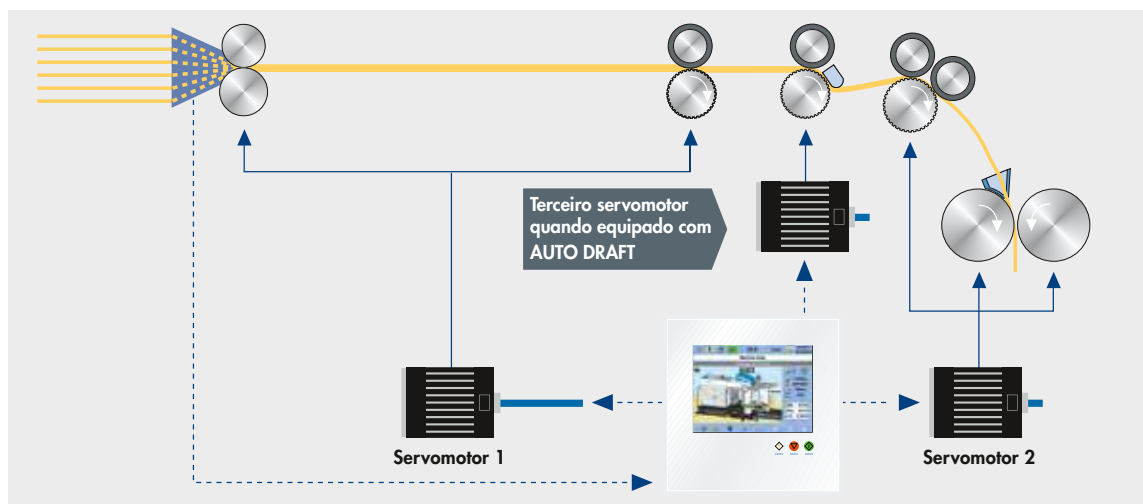 Terceiro servomotor
quando equipado com
AUTO DRAFT
Servomotor 1
Servomotor 2